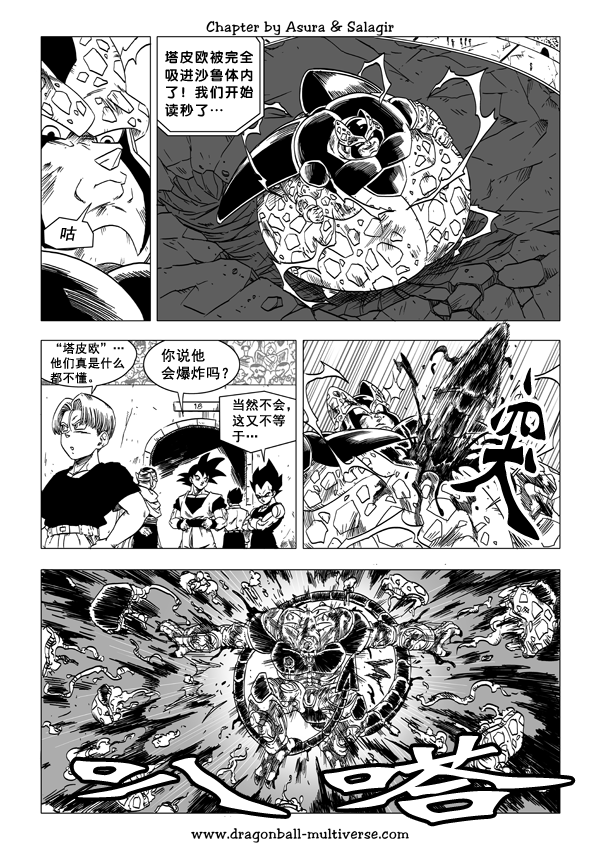 Chapter by Asura & Salagir
咕
塔皮欧被完全
吸进沙鲁体内
了！我们开始
读秒了…
“塔皮欧”…
他们真是什么
都不懂。
你说他
会爆炸吗？
当然不会，
这又不等
于…
18
叭嗒
www.dragonball-multiverse.com